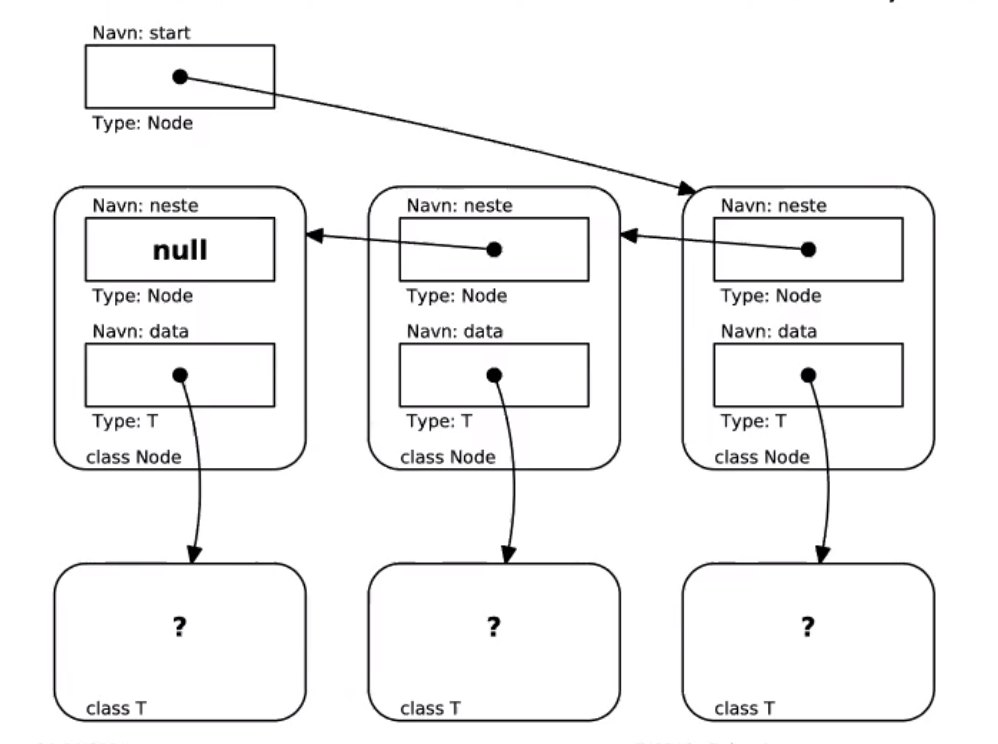 Navn: start
Type: Node
Navn: neste
null
Type: Node
Navn: data
Type: T
class Node
Navn: neste
Type: Node
Navn: data
Type: T
class Node
Navn: neste
Type: Node
Navn: data
Type: T
class Node
?
class T
?
class T
?
class T